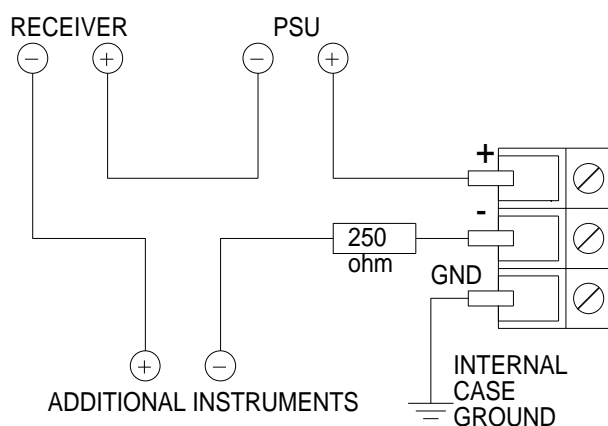 RECEIVER
PSU
− + − +
+
-
250
ohm
GND
+ −
ADDITIONAL INSTRUMENTS
INTERNAL
CASE
GROUND